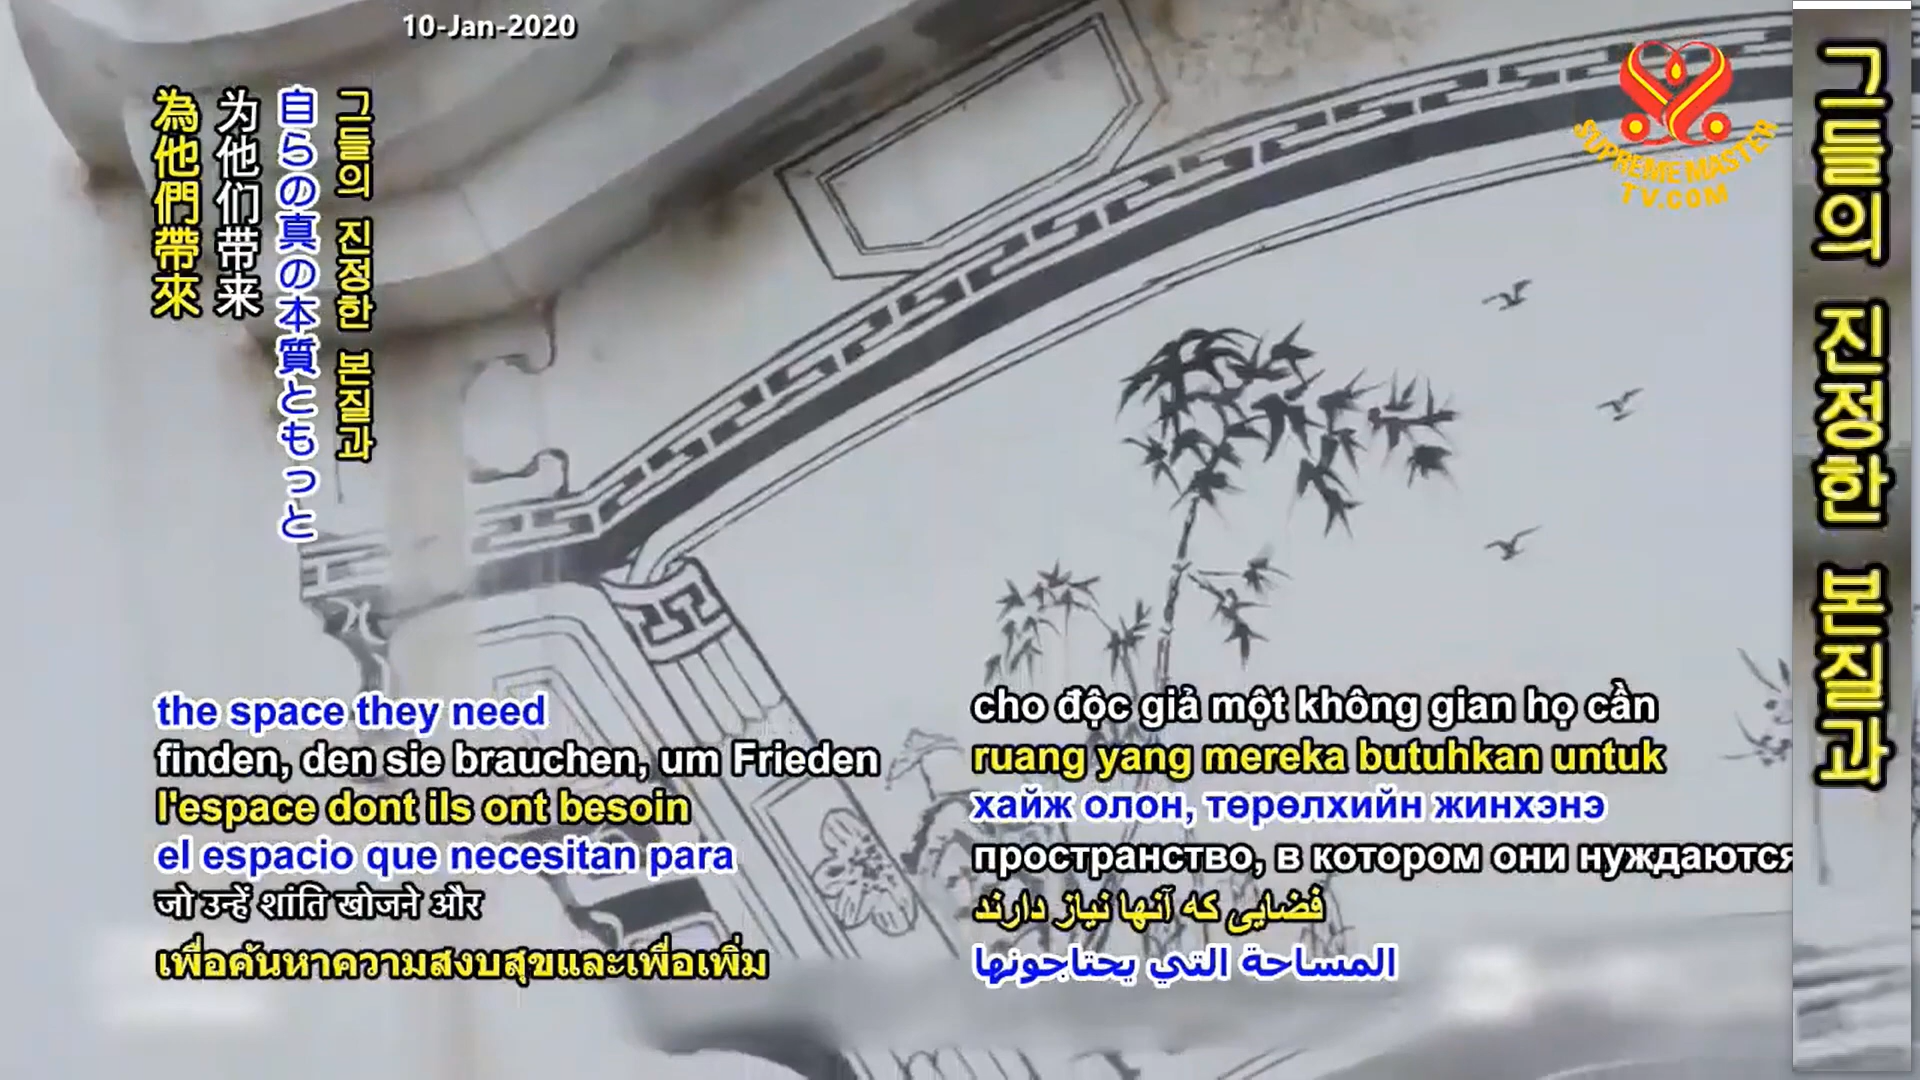 10-Jan-2020
為他們帶來
为他们带来
自らの真の本質ともっと
그들의 진정한 본질과
SUPREME MASTER
TV.COM
그들의 진정한 본질과
the space they need
finden, den sie brauchen, um Frieden
l'espace dont ils ont besoin
el espacio que necesitan para
जो उन्हें शांति खोजने और
เพื่อค้นหาความสงบสุขและเพื่อเพิ่ม
cho độc giả một không gian họ cần
ruang yang mereka butuhkan untuk
хайж олон, төрөлхийн жинхэнэ
пространство, в котором они нуждаются
فضایی که آنها نیاز دارند
المساحة التي يحتاجونها